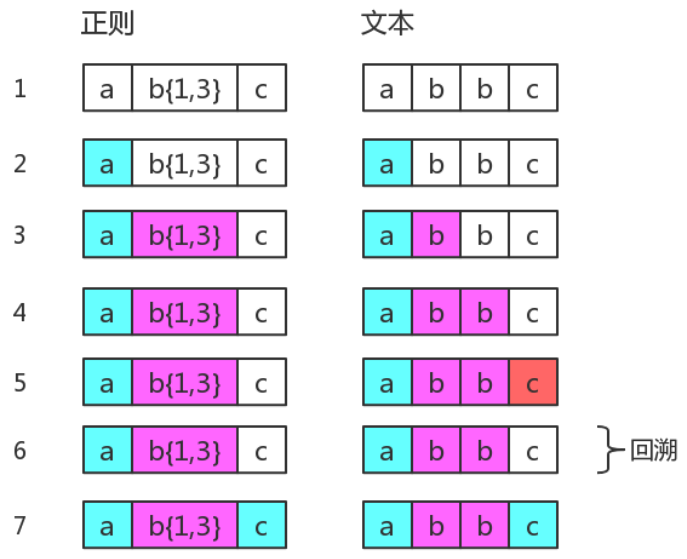 正则 文本
1 a b{1,3} c a b b c
2 a b{1,3} c a b b c
3 a b{1,3} c a b b c
4 a b{1,3} c a b b c
5 a b{1,3} c a b b c
6 a b{1,3} c a b b c 回溯
7 a b{1,3} c a b b c